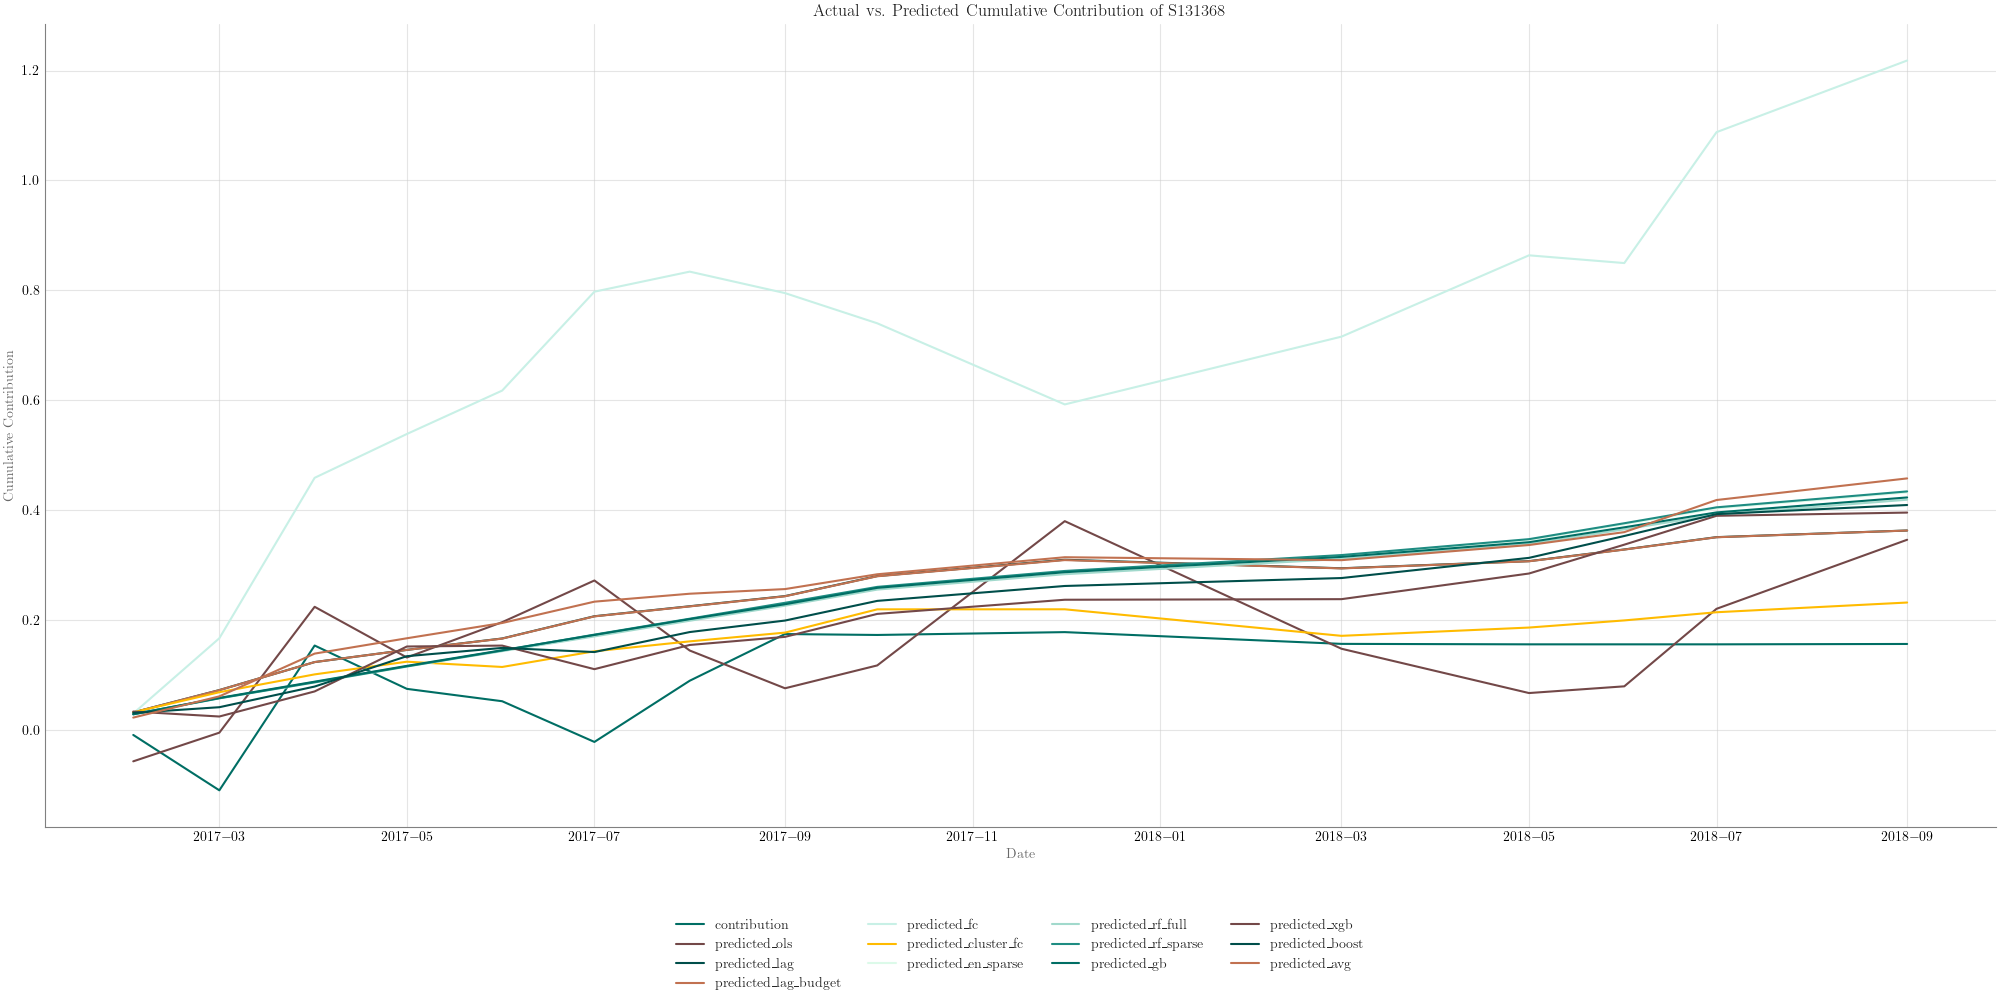 Actual vs. Predicted Cumulative Contribution of S131368
Cumulative Contribution
1.2
1.0
0.8
0.6
0.4
0.2
0.0
2017−03 2017−05 2017−07 2017−09 2017−11 2018−01 2018−03 2018−05 2018−07 2018−09
Date
contribution predicted_fc predicted_rf_full predicted_xgb
predicted_ols predicted_cluster_fc predicted_rf_sparse predicted_boost
predicted_lag predicted_en_sparse predicted_gb predicted_avg
predicted_lag_budget